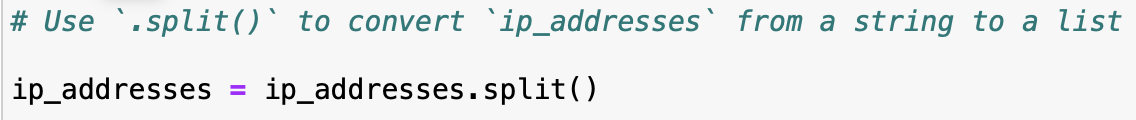 # Use `.split()` to convert `ip_addresses` from a string to a list
ip_addresses = ip_addresses.split()